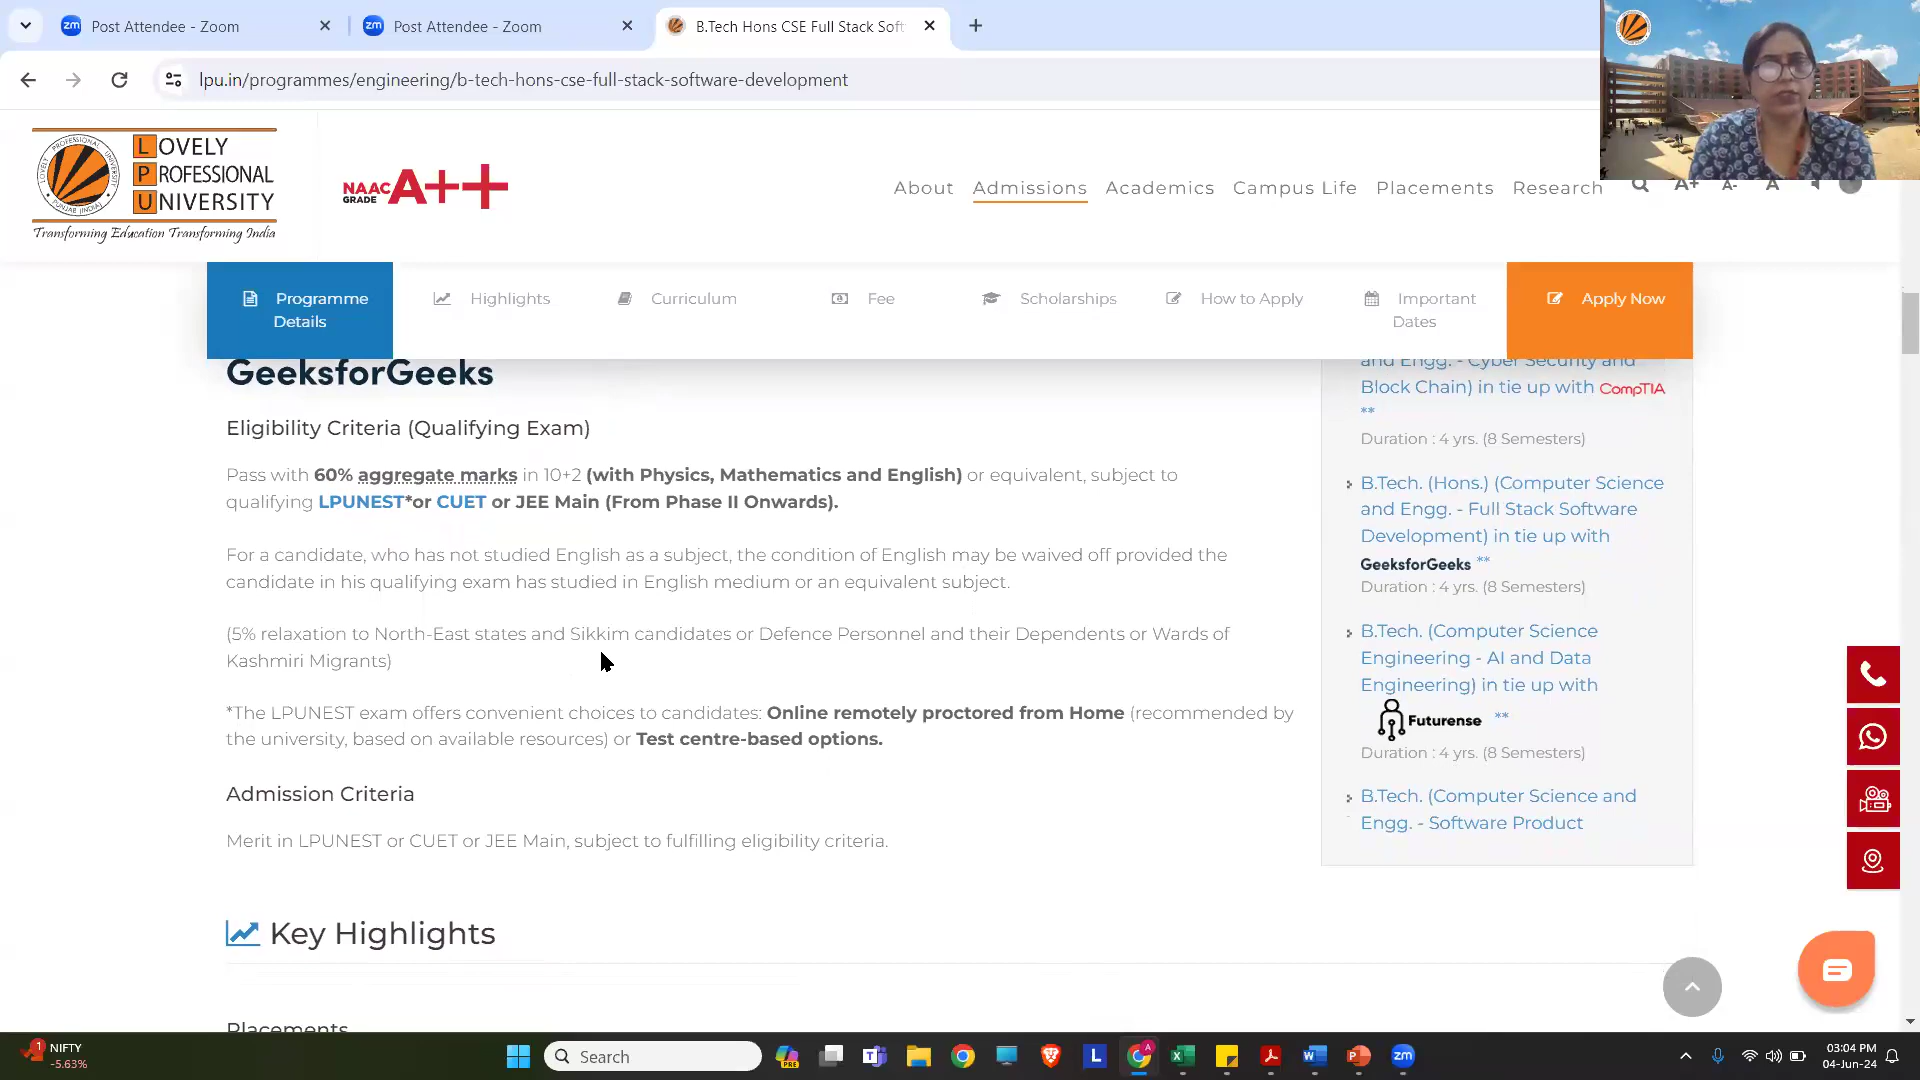 Post Attendee - Zoom
Post Attendee - Zoom
B.Tech Hons CSE Full Stack Soft
lpu.in/programmes/engineering/b-tech-hons-cse-full-stack-software-development
LOVELY
PROFESSIONAL
UNIVERSITY
Transforming Education Transforming India
NAAC
GRADE
A++
About
Admissions
Academics
Campus Life
Placements
Research
A+
A-
A
Programme
Details
Highlights
Curriculum
Fee
Scholarships
How to Apply
Important
Dates
Apply Now
GeeksforGeeks
Eligibility Criteria (Qualifying Exam)
Pass with 60% aggregate marks in 10+2 (with Physics, Mathematics and English) or equivalent, subject to
qualifying LPUNEST*or CUET or JEE Main (From Phase II Onwards).
For a candidate, who has not studied English as a subject, the condition of English may be waived off provided the
candidate in his qualifying exam has studied in English medium or an equivalent subject.
(5% relaxation to North-East states and Sikkim candidates or Defence Personnel and their Dependents or Wards of
Kashmiri Migrants)
*The LPUNEST exam offers convenient choices to candidates: Online remotely proctored from Home (recommended by
the university, based on available resources) or Test centre-based options.
Admission Criteria
Merit in LPUNEST or CUET or JEE Main, subject to fulfilling eligibility criteria.
Key Highlights
Placements
and Engg. - Cyber Security and
Block Chain) in tie up with CompTIA
**
Duration : 4 yrs. (8 Semesters)
B.Tech. (Hons.) (Computer Science
and Engg. - Full Stack Software
Development) in tie up with
GeeksforGeeks **
Duration : 4 yrs. (8 Semesters)
B.Tech. (Computer Science
Engineering - AI and Data
Engineering) in tie up with
Futurense **
Duration : 4 yrs. (8 Semesters)
B.Tech. (Computer Science and
Engg. - Software Product
1
NIFTY
-5.63%
Search
03:04 PM
04-Jun-24